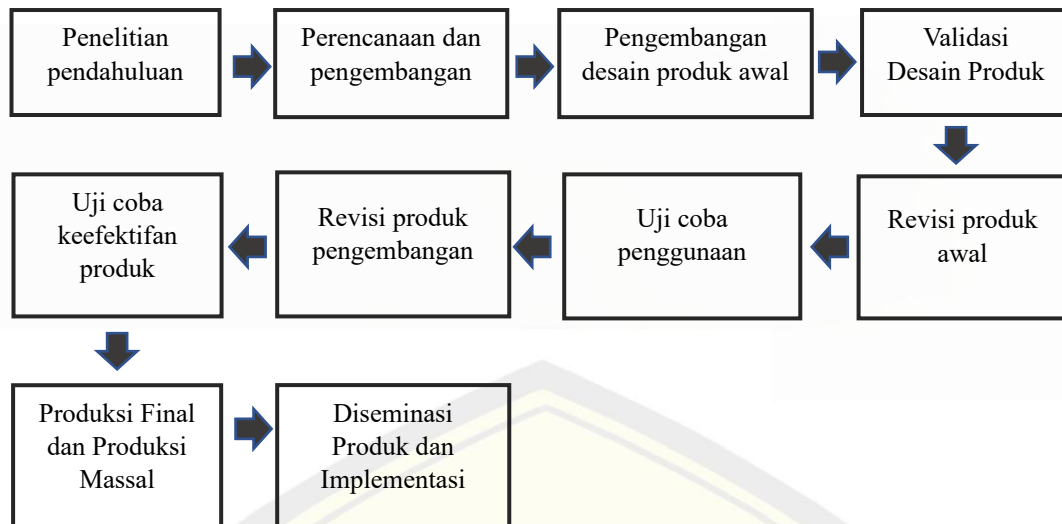 Penelitian
pendahuluan
Perencanaan dan
pengembangan
Pengembangan
desain produk awal
Validasi
Desain Produk
Revisi produk
awal
Uji coba
penggunaan
Revisi produk
pengembangan
Uji coba
keefektifan
produk
Produksi Final
dan Produksi
Massal
Diseminasi
Produk dan
Implementasi